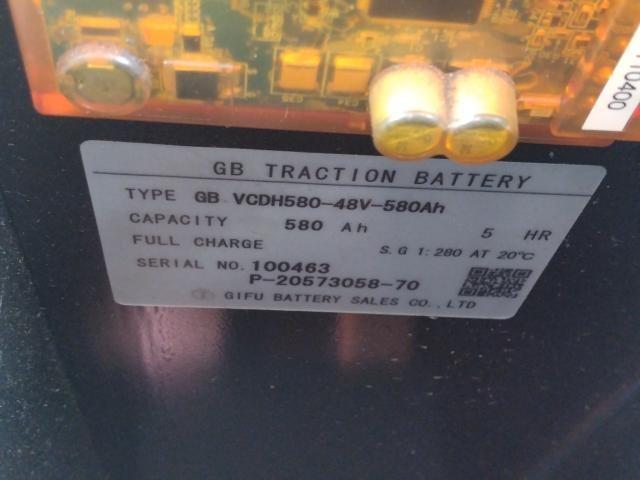 10400
GB TRACTION BATTERY
TYPE GB VCDH580-48V-580Ah
CAPACITY 580 Ah 5 HR
FULL CHARGE S.G 1:280 AT 20℃
SERIAL NO. 100463
P-20573058-70
GIFU BATTERY SALES CO., LTD